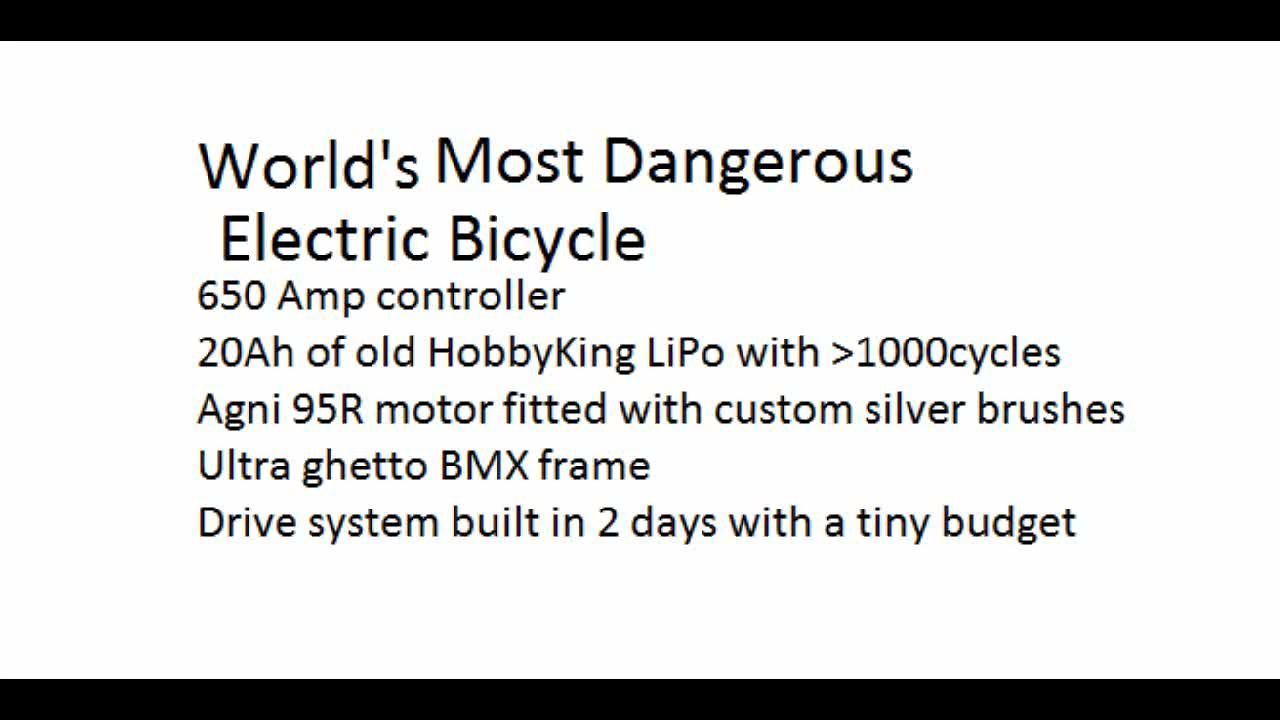 World's Most Dangerous
Electric Bicycle
650 Amp controller
20Ah of old HobbyKing LiPo with >1000cycles
Agni 95R motor fitted with custom silver brushes
Ultra ghetto BMX frame
Drive system built in 2 days with a tiny budget